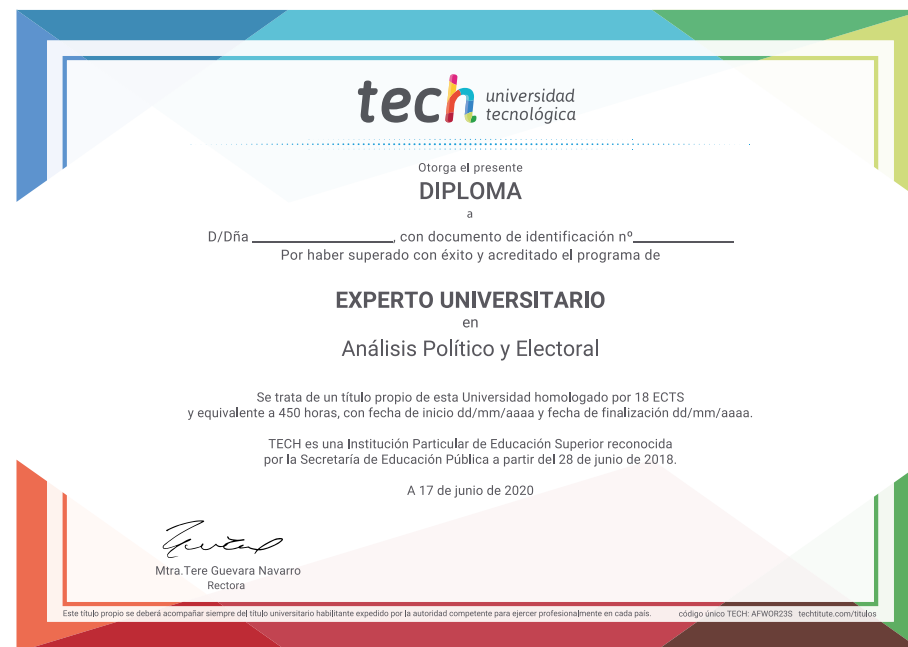 tech universidad
tecnológica
Otorga el presente
DIPLOMA
a
D/Dña ____________________, con documento de identificación nº______________
Por haber superado con éxito y acreditado el programa de
EXPERTO UNIVERSITARIO
en
Análisis Político y Electoral
Se trata de un título propio de esta Universidad homologado por 18 ECTS
y equivalente a 450 horas, con fecha de inicio dd/mm/aaaa y fecha de finalización dd/mm/aaaa.
TECH es una Institución Particular de Educación Superior reconocida
por la Secretaría de Educación Pública a partir del 28 de junio de 2018.
A 17 de junio de 2020
Mtra.Tere Guevara Navarro
Rectora
Este título propio se deberá acompañar siempre del título universitario habilitante expedido por la autoridad competente para ejercer profesionalmente en cada país. código único TECH: AFWOR23S techtitute.com/titulos